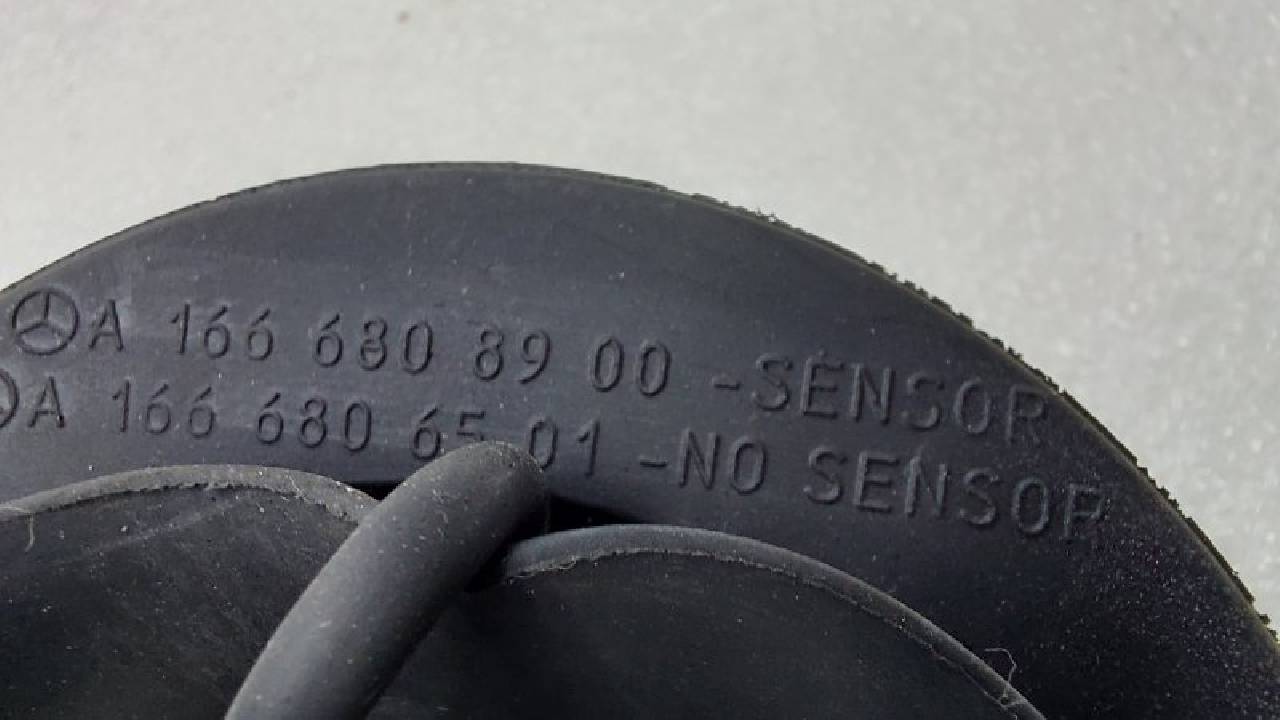 A 166 680 89 00 -SENSOR
A 166 680 65 01 -NO SENSOR